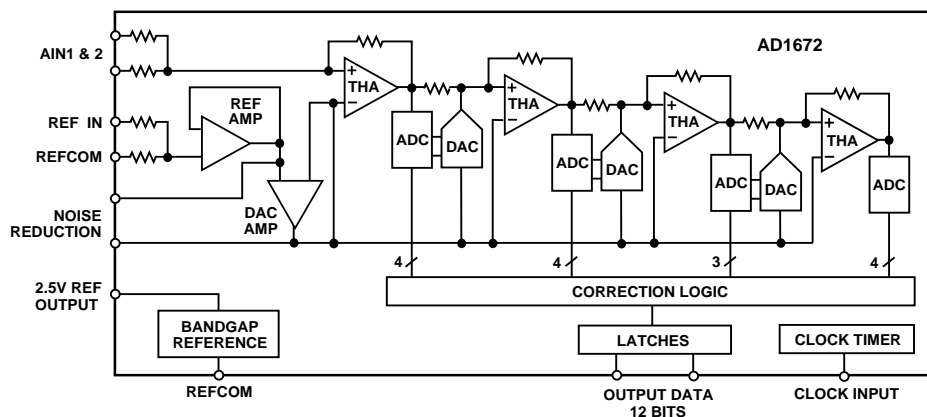 AD1672
AIN1 & 2
REF IN
REFCOM
NOISE
REDUCTION
2.5V REF
OUTPUT
REF
AMP
DAC
AMP
+
THA
–
ADC
DAC
+
THA
–
ADC
DAC
+
THA
–
ADC
DAC
+
THA
–
ADC
4
4
3
4
CORRECTION LOGIC
BANDGAP
REFERENCE
LATCHES
CLOCK TIMER
REFCOM
OUTPUT DATA
12 BITS
CLOCK INPUT